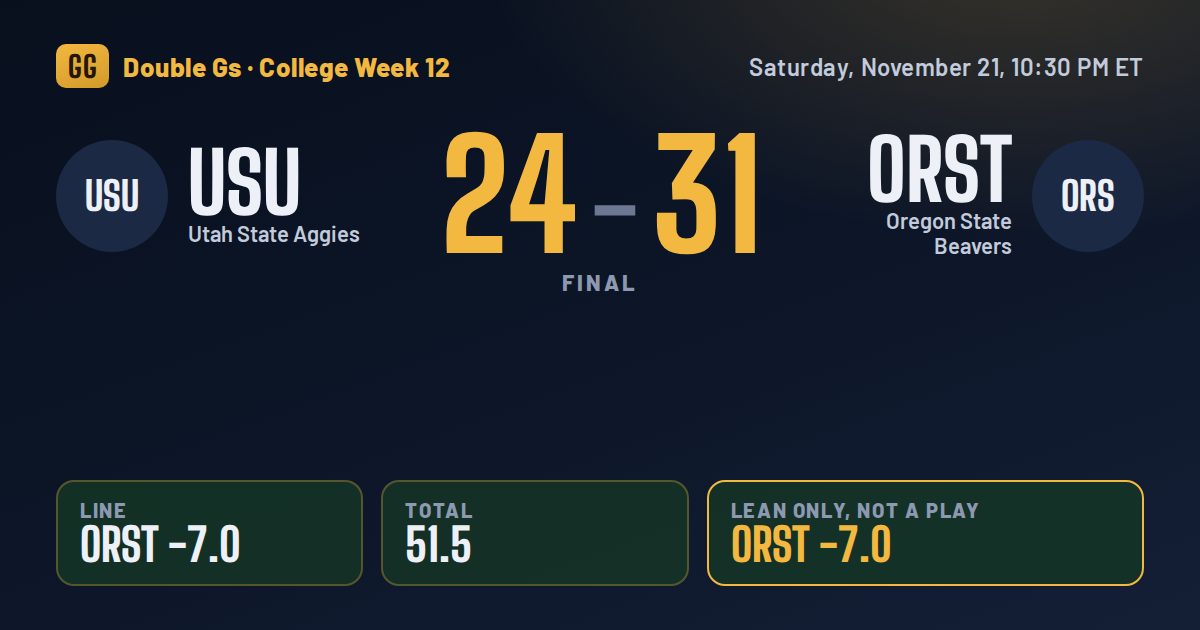 GG Double Gs · College Week 12
Saturday, November 21, 10:30 PM ET
USU
USU
Utah State Aggies
24 – 31
FINAL
ORST
Oregon State
Beavers
ORS
LINE
ORST -7.0
TOTAL
51.5
LEAN ONLY, NOT A PLAY
ORST -7.0